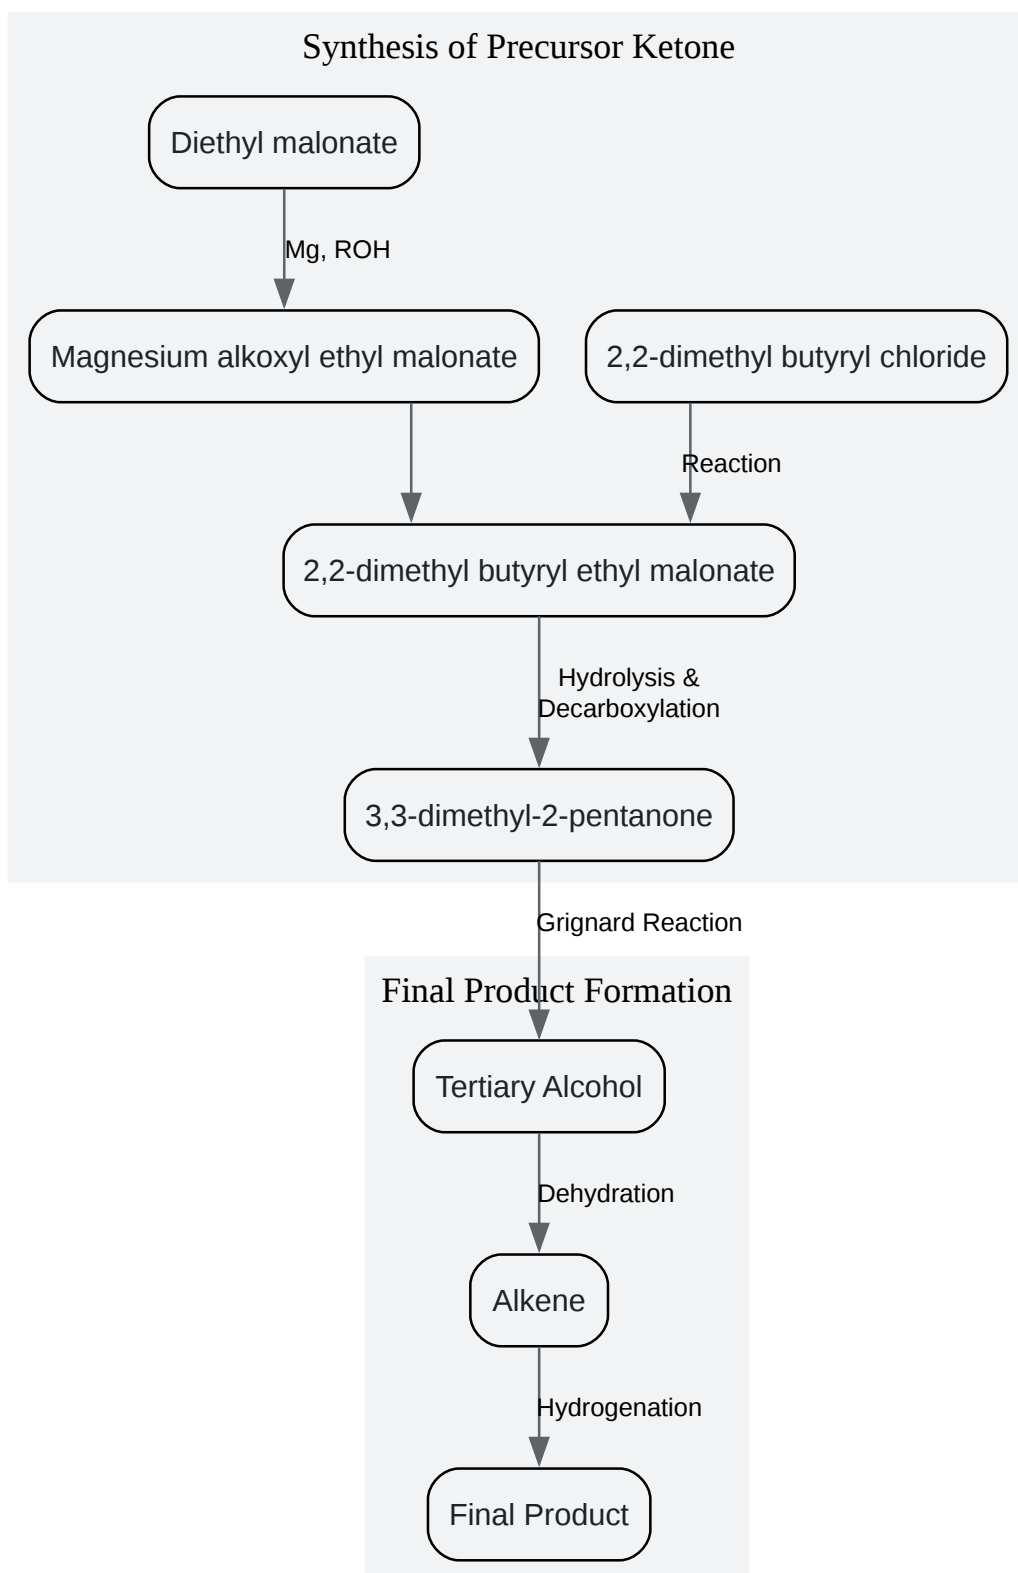 Synthesis of Precursor Ketone
Diethyl malonate
Mg, ROH
Magnesium alkoxyl ethyl malonate
2,2-dimethyl butyryl chloride
Reaction
2,2-dimethyl butyryl ethyl malonate
Hydrolysis &
Decarboxylation
3,3-dimethyl-2-pentanone
Grignard Reaction
Final Product Formation
Tertiary Alcohol
Dehydration
Alkene
Hydrogenation
Final Product